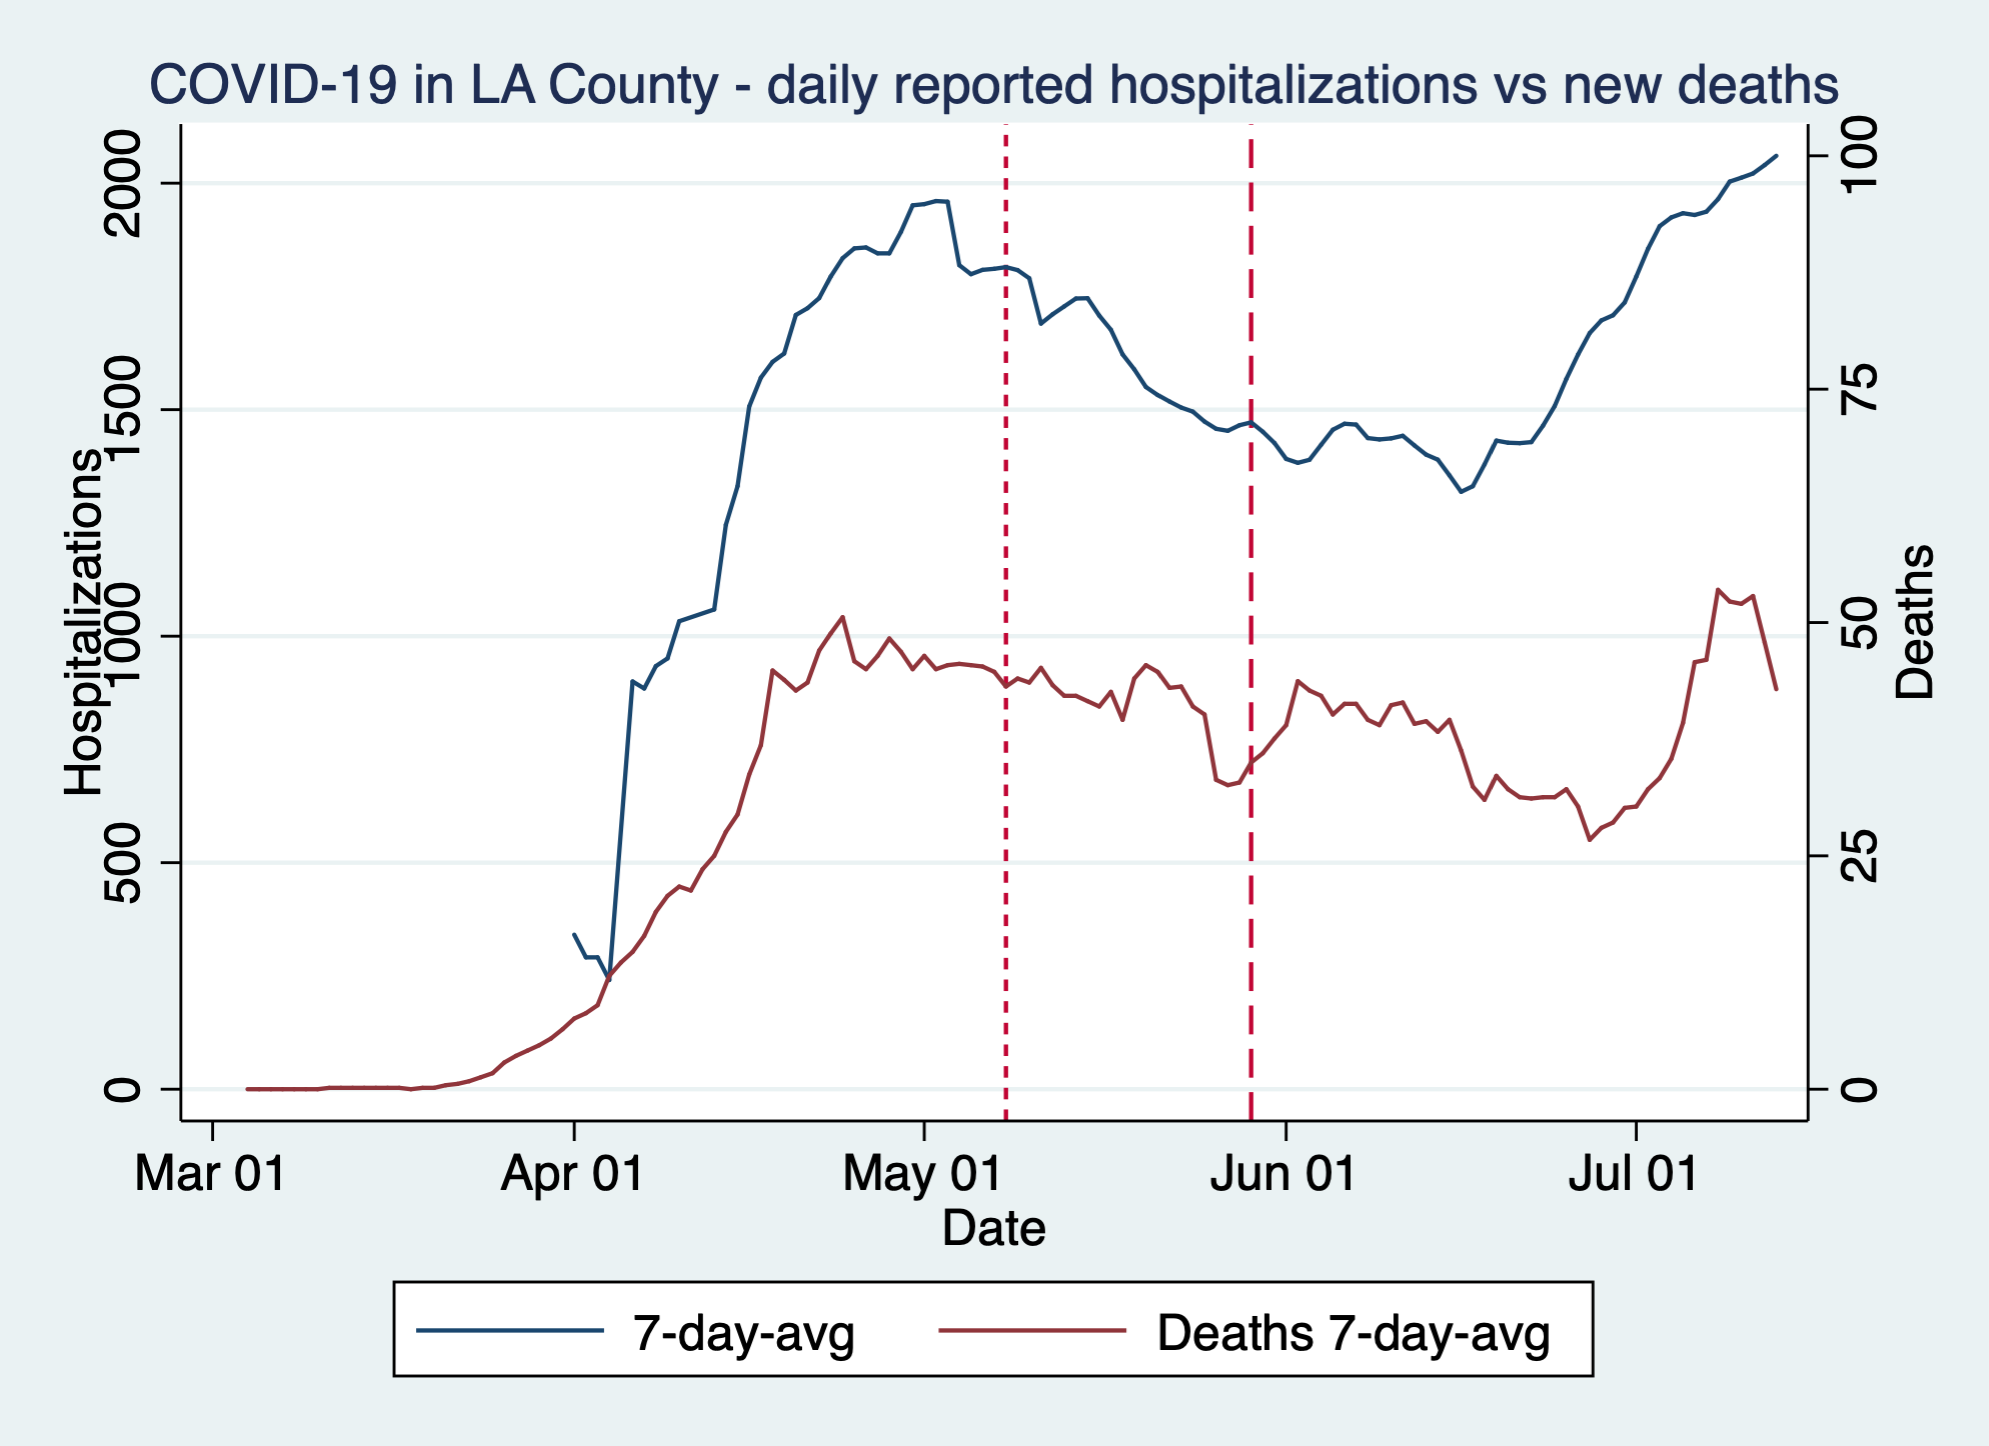 COVID-19 in LA County - daily reported hospitalizations vs new deaths
Hospitalizations
2000
1500
1000
500
0
100
75
50
25
0
Deaths
Mar 01
Apr 01
May 01
Jun 01
Jul 01
Date
7-day-avg
Deaths 7-day-avg